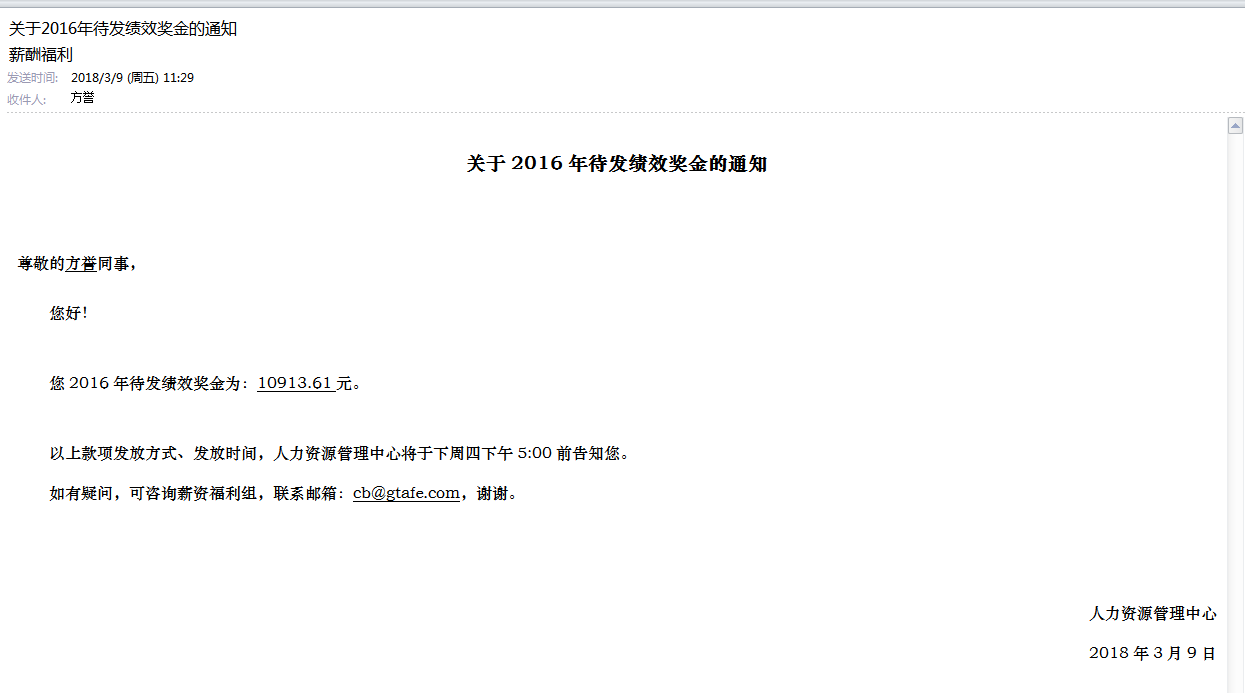 关于2016年待发绩效奖金的通知
薪酬福利
发送时间: 2018/3/9 (周五) 11:29
收件人: 方誉
关于 2016 年待发绩效奖金的通知
尊敬的方誉同事，
您好！
您 2016 年待发绩效奖金为：10913.61 元。
以上款项发放方式、发放时间，人力资源管理中心将于下周四下午 5:00 前告知您。
如有疑问，可咨询薪资福利组，联系邮箱：cb@gtafe.com，谢谢。
人力资源管理中心
2018 年 3 月 9 日